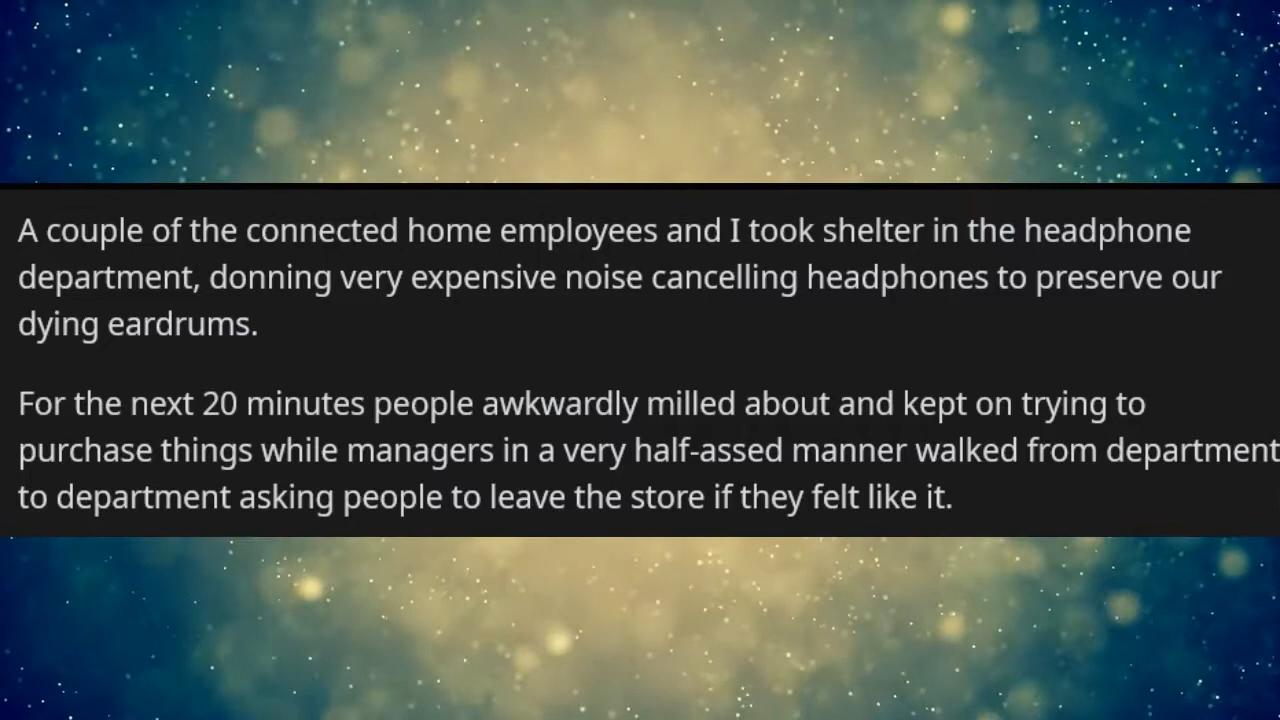 A couple of the connected home employees and I took shelter in the headphone
department, donning very expensive noise cancelling headphones to preserve our
dying eardrums.
For the next 20 minutes people awkwardly milled about and kept on trying to
purchase things while managers in a very half-assed manner walked from department
to department asking people to leave the store if they felt like it.